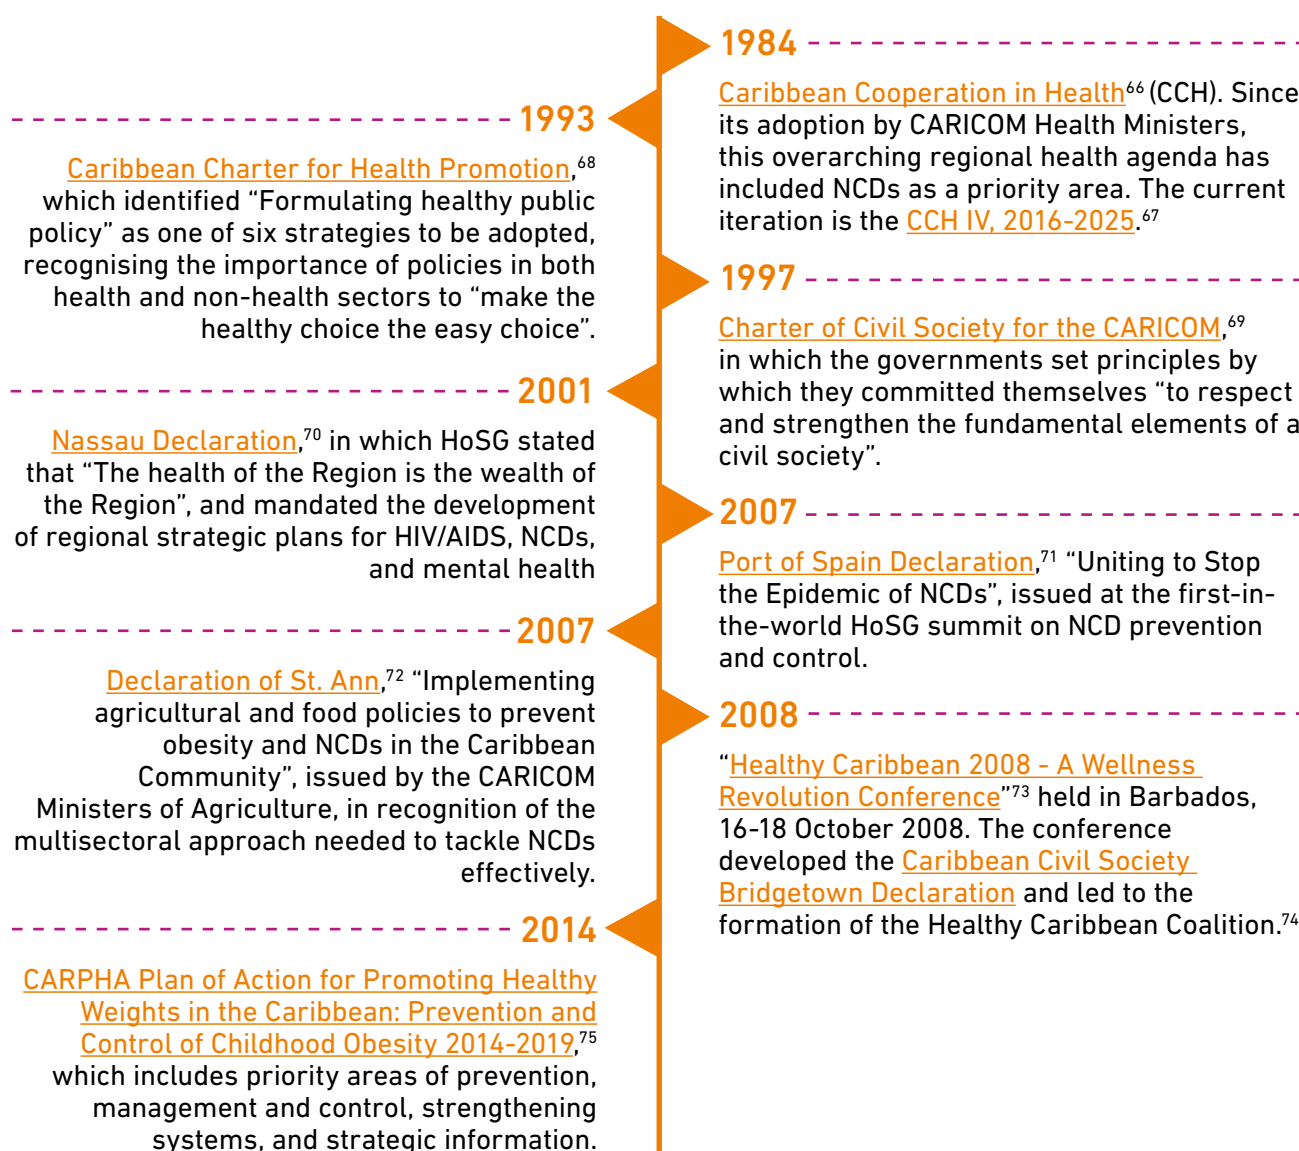 1984
Caribbean Cooperation in Health⁶⁶ (CCH). Since
its adoption by CARICOM Health Ministers,
this overarching regional health agenda has
included NCDs as a priority area. The current
iteration is the CCH IV, 2016-2025.⁶⁷
1993
Caribbean Charter for Health Promotion,⁶⁸
which identified “Formulating healthy public
policy” as one of six strategies to be adopted,
recognising the importance of policies in both
health and non-health sectors to “make the
healthy choice the easy choice”.
1997
Charter of Civil Society for the CARICOM,⁶⁹
in which the governments set principles by
which they committed themselves “to respect
and strengthen the fundamental elements of a
civil society”.
2001
Nassau Declaration,⁷⁰ in which HoSG stated
that “The health of the Region is the wealth of
the Region”, and mandated the development
of regional strategic plans for HIV/AIDS, NCDs,
and mental health
2007
Port of Spain Declaration,⁷¹ “Uniting to Stop
the Epidemic of NCDs”, issued at the first-in-
the-world HoSG summit on NCD prevention
and control.
2007
Declaration of St. Ann,⁷² “Implementing
agricultural and food policies to prevent
obesity and NCDs in the Caribbean
Community”, issued by the CARICOM
Ministers of Agriculture, in recognition of the
multisectoral approach needed to tackle NCDs
effectively.
2008
“Healthy Caribbean 2008 - A Wellness
Revolution Conference”⁷³ held in Barbados,
16-18 October 2008. The conference
developed the Caribbean Civil Society
Bridgetown Declaration and led to the
formation of the Healthy Caribbean Coalition.⁷⁴
2014
CARPHA Plan of Action for Promoting Healthy
Weights in the Caribbean: Prevention and
Control of Childhood Obesity 2014-2019,⁷⁵
which includes priority areas of prevention,
management and control, strengthening
systems, and strategic information.